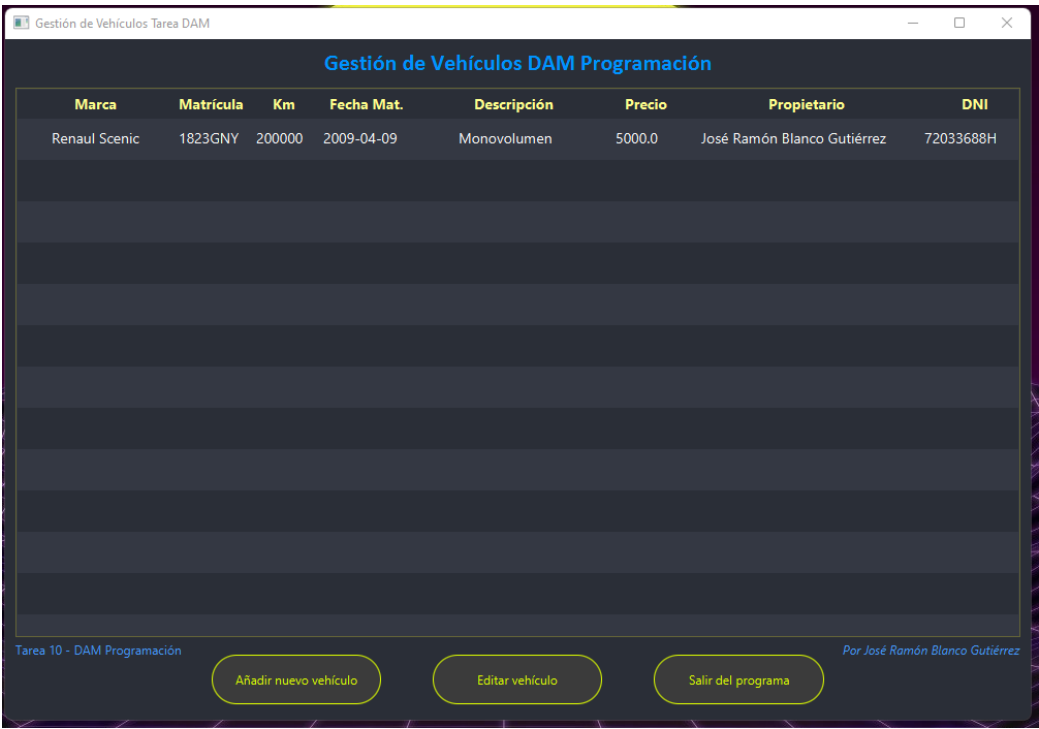 Gestión de Vehículos Tarea DAM
Gestión de Vehículos DAM Programación
Marca Matrícula Km Fecha Mat. Descripción Precio Propietario DNI
Renaul Scenic 1823GNY 200000 2009-04-09 Monovolumen 5000.0 José Ramón Blanco Gutiérrez 72033688H
Tarea 10 - DAM Programación Por José Ramón Blanco Gutiérrez
Añadir nuevo vehículo Editar vehículo Salir del programa